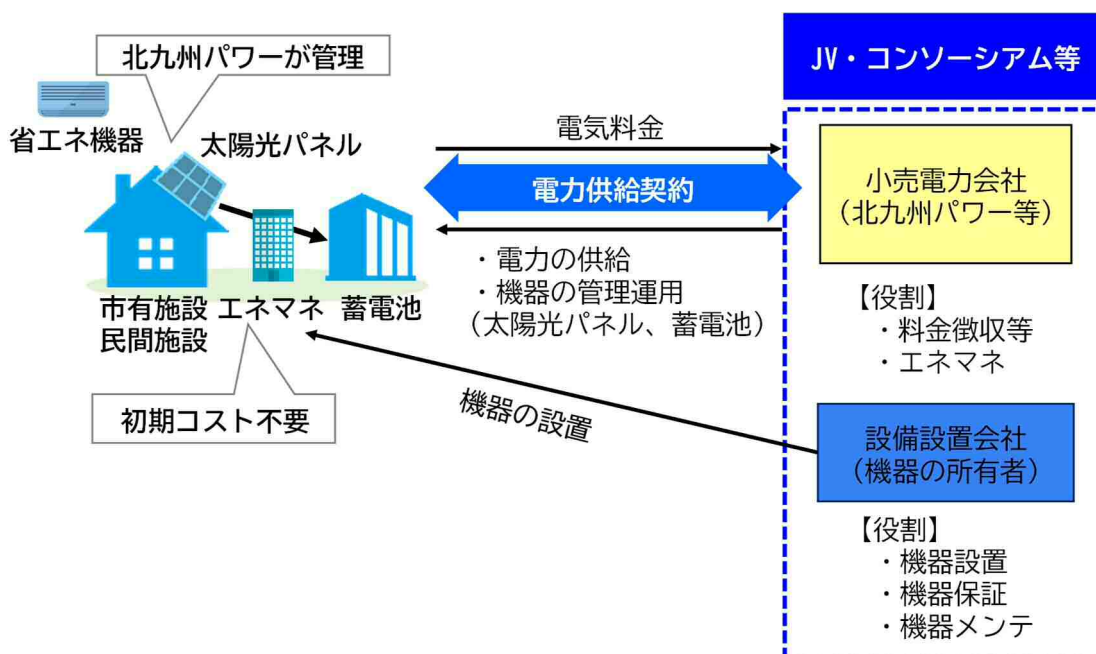 北九州パワーが管理
省エネ機器
太陽光パネル
市有施設
民間施設
エネマネ
蓄電池
初期コスト不要
電気料金
電力供給契約
・電力の供給
・機器の管理運用
（太陽光パネル、蓄電池）
機器の設置
JV・コンソーシアム等
小売電力会社
（北九州パワー等）
【役割】
・料金徴収等
・エネマネ
設備設置会社
（機器の所有者）
【役割】
・機器設置
・機器保証
・機器メンテ